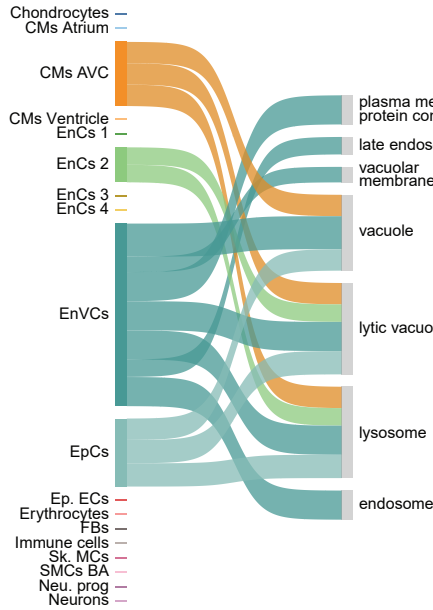 Chondrocytes
CMs Atrium
CMs AVC
CMs Ventricle
EnCs 1
EnCs 2
EnCs 3
EnCs 4
EnVCs
EpCs
Ep. ECs
Erythrocytes
FBs
Immune cells
Sk. MCs
SMCs BA
Neu. prog
Neurons
plasma me
protein con
late endos
vacuolar
membrane
vacuole
lytic vacuo
lysosome
endosome